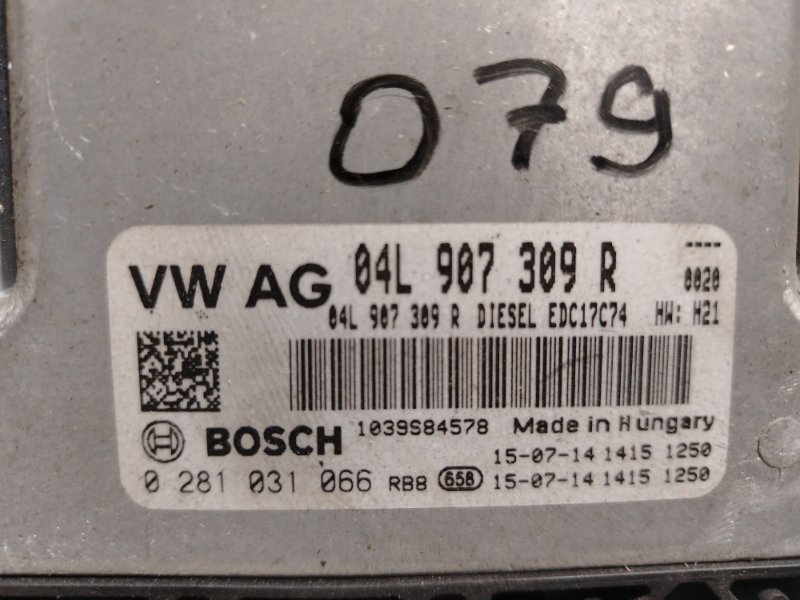 079
VW AG 04L 907 309 R ----
0020
04L 907 309 R DIESEL EDC17C74 HW: H21
BOSCH 1039S84578 Made in Hungary
15-07-14 1415 1250
0 281 031 066 RB8 658 15-07-14 1415 1250